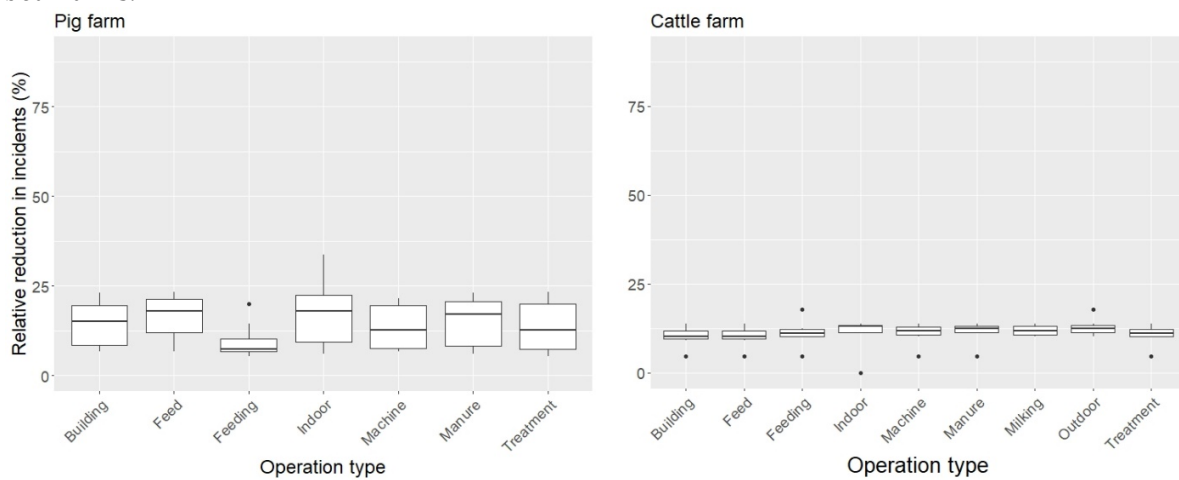 Pig farm
Relative reduction in incidents (%)
75
50
25
0
Building
Feed
Feeding
Indoor
Machine
Manure
Treatment
Operation type
Cattle farm
75
50
25
0
Building
Feed
Feeding
Indoor
Machine
Manure
Milking
Outdoor
Treatment
Operation type